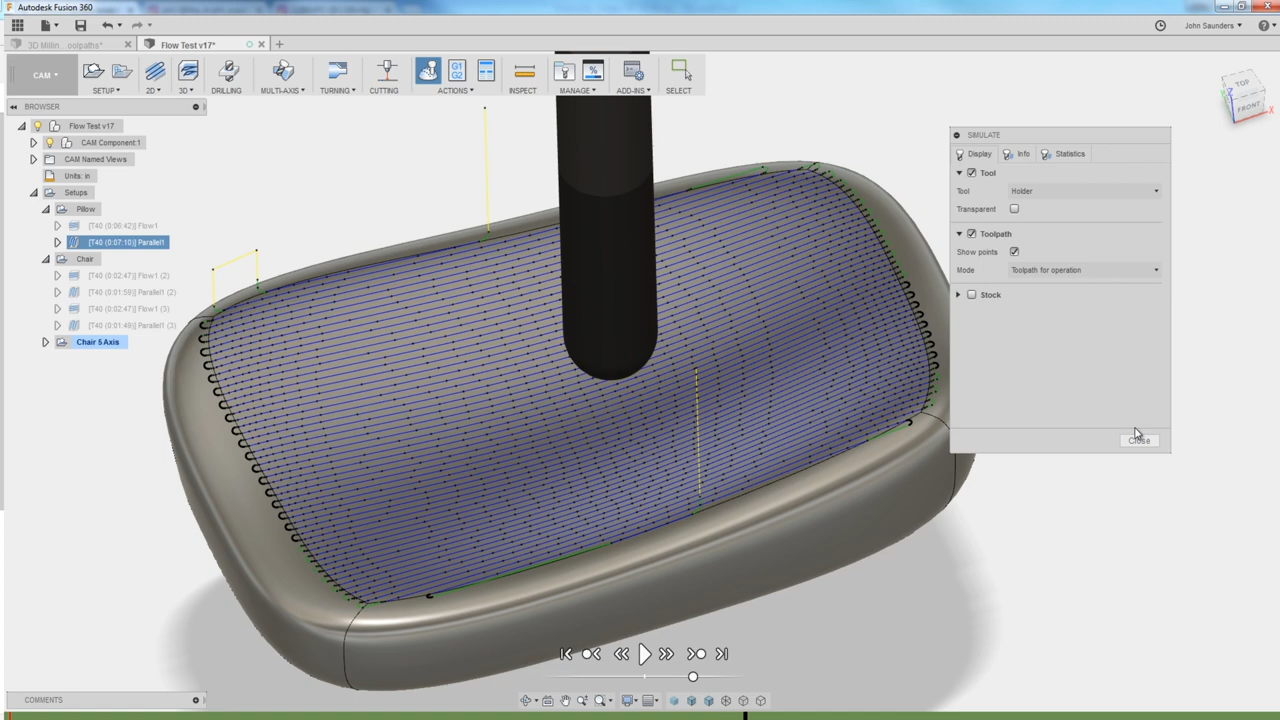 Autodesk Fusion 360
John Saunders
3D Millin...oolpaths*
Flow Test v17*
CAM
SETUP
2D
3D
DRILLING
MULTI-AXIS
TURNING
CUTTING
G1
G2
ACTIONS
INSPECT
MANAGE
ADD-INS
SELECT
BROWSER
Flow Test v17
CAM Component:1
CAM Named Views
Units: in
Setups
Pillow
[T40 (0:06:42)] Flow1
[T40 (0:07:10)] Parallel1
Chair
[T40 (0:02:47)] Flow1 (2)
[T40 (0:01:59)] Parallel1 (2)
[T40 (0:02:47)] Flow1 (3)
[T40 (0:01:49)] Parallel1 (3)
Chair 5 Axis
TOP
FRONT
Z
X
SIMULATE
Display
Info
Statistics
Tool
Tool
Holder
Transparent
Toolpath
Show points
Mode
Toolpath for operation
Stock
Close
COMMENTS